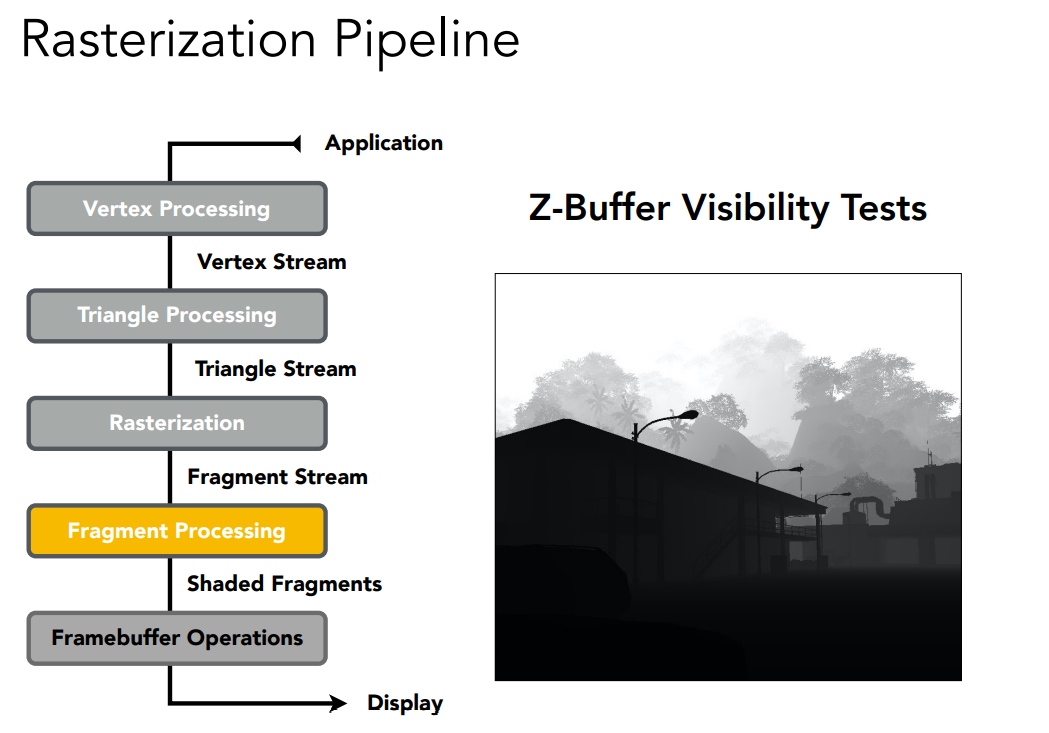 Rasterization Pipeline
Application
Vertex Processing
Vertex Stream
Triangle Processing
Triangle Stream
Rasterization
Fragment Stream
Fragment Processing
Shaded Fragments
Framebuffer Operations
Display
Z-Buffer Visibility Tests